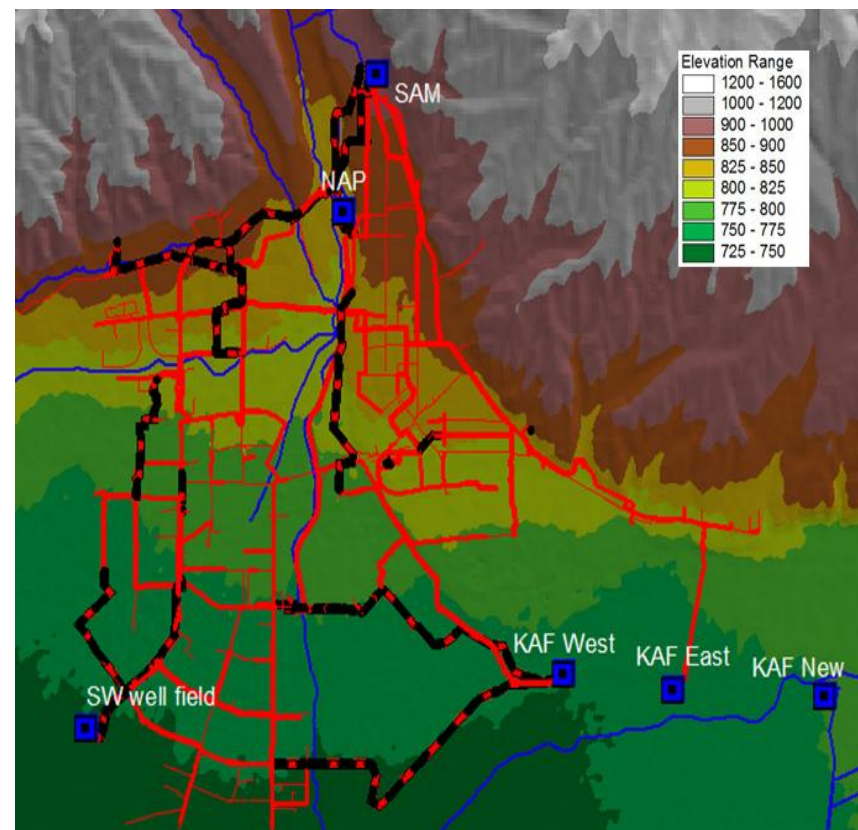 Elevation Range
1200 - 1600
1000 - 1200
900 - 1000
850 - 900
825 - 850
800 - 825
775 - 800
750 - 775
725 - 750
SAM
NAP
KAF West
KAF East
KAF New
SW well field